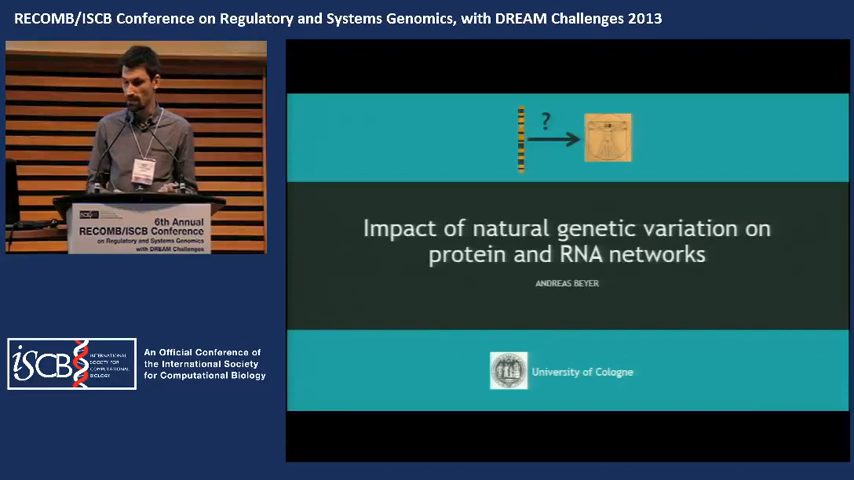 RECOMB/ISCB Conference on Regulatory and Systems Genomics, with DREAM Challenges 2013
6th Annual
RECOMB/ISCB Conference
on Regulatory and Systems Genomics
with DREAM Challenges
iSCB
INTERNATIONAL
SOCIETY FOR
COMPUTATIONAL
BIOLOGY
An Official Conference of
the International Society
for Computational Biology
?
Impact of natural genetic variation on
protein and RNA networks
ANDREAS BEYER
University of Cologne